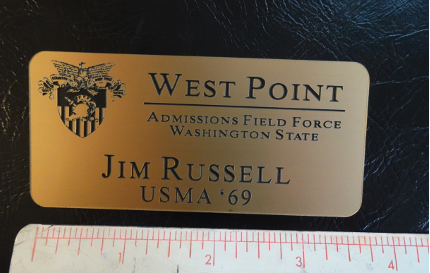 WEST POINT
ADMISSIONS FIELD FORCE
WASHINGTON STATE
JIM RUSSELL
USMA '69
1 2 3 4